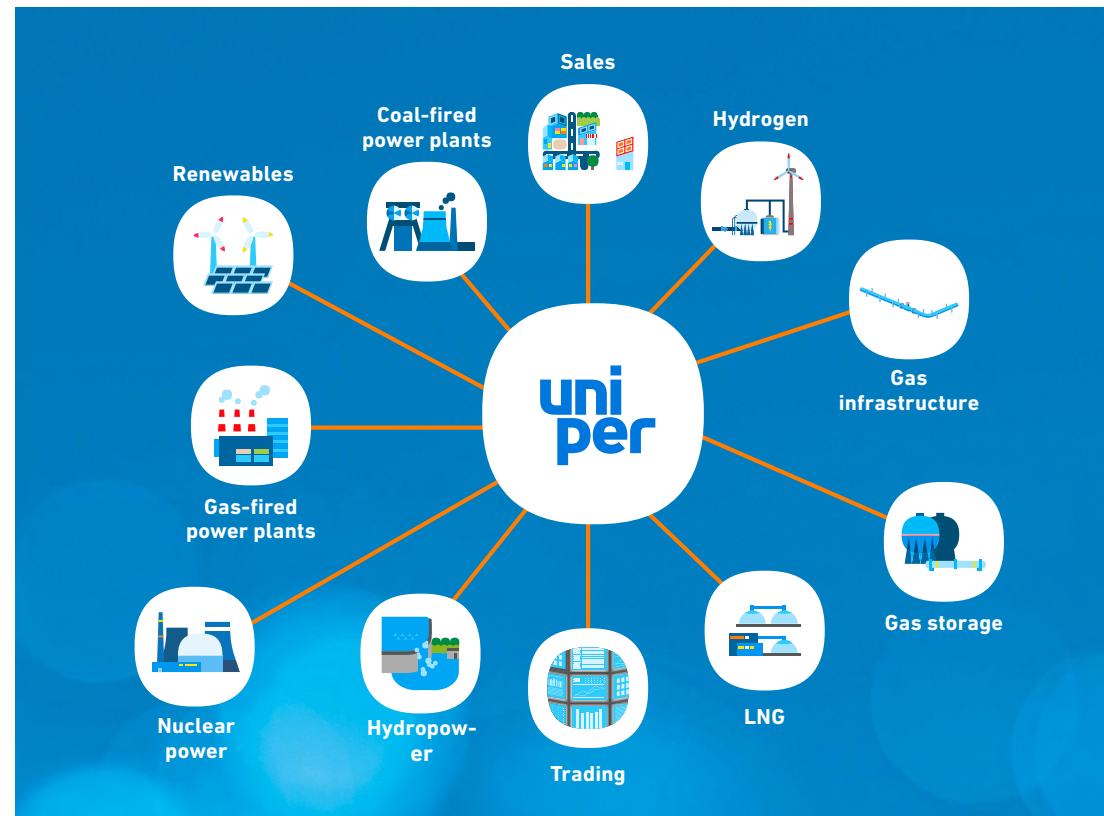 Sales
Coal-fired
power plants
Hydrogen
Renewables
uni
per
Gas
infrastructure
Gas-fired
power plants
Gas storage
Nuclear
power
Hydropow-
er
LNG
Trading